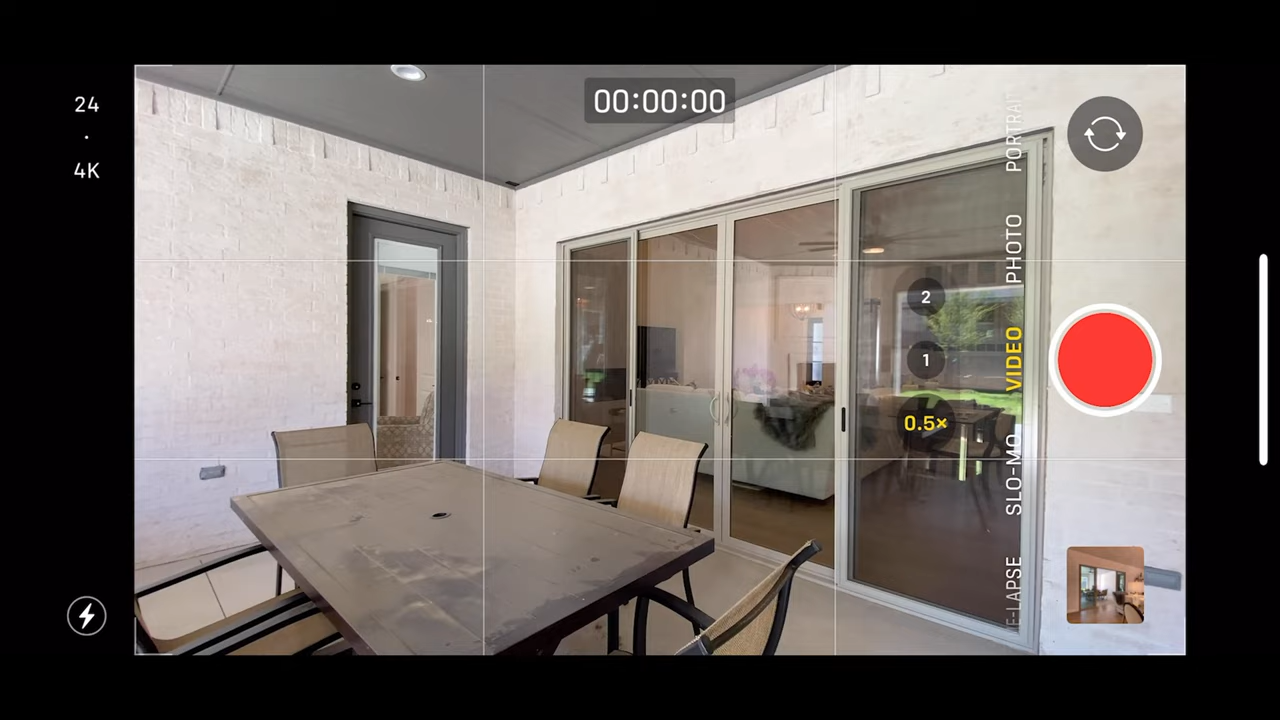 24
·
4K
00:00:00
PORTRAIT
PHOTO
VIDEO
SLO-MO
E-LAPSE
2
1
0.5×